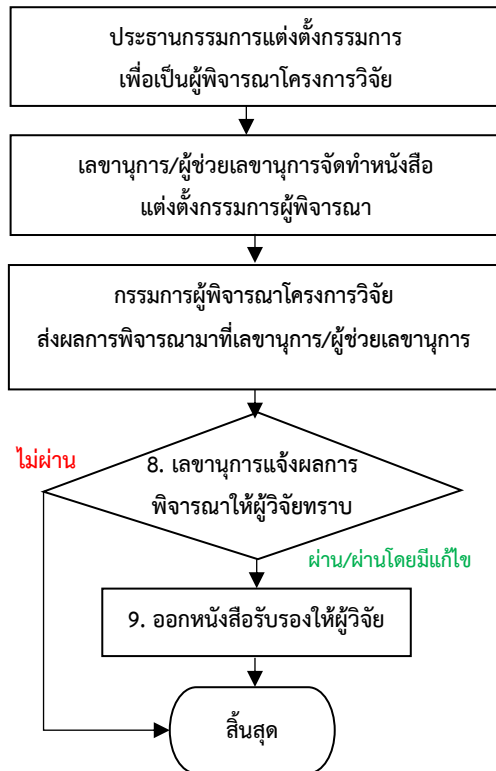 ประธานกรรมการแต่งตั้งกรรมการ
เพื่อเป็นผู้พิจารณาโครงการวิจัย
เลขานุการ/ผู้ช่วยเลขานุการจัดทำหนังสือ
แต่งตั้งกรรมการผู้พิจารณา
กรรมการผู้พิจารณาโครงการวิจัย
ส่งผลการพิจารณามาที่เลขานุการ/ผู้ช่วยเลขานุการ
ไม่ผ่าน
8. เลขานุการแจ้งผลการ
พิจารณาให้ผู้วิจัยทราบ
ผ่าน/ผ่านโดยมีแก้ไข
9. ออกหนังสือรับรองให้ผู้วิจัย
สิ้นสุด